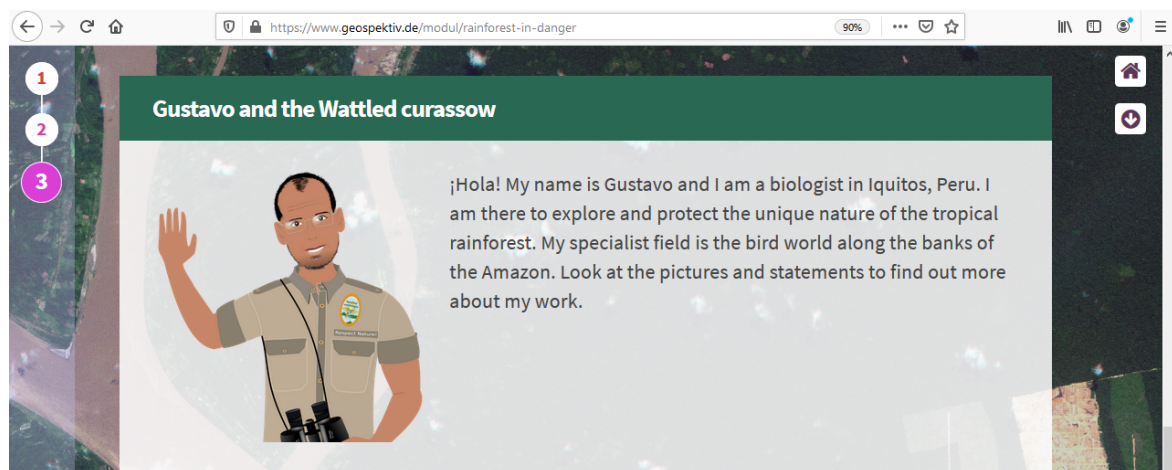 https://www.geospektiv.de/modul/rainforest-in-danger
90%
1
2
3
Gustavo and the Wattled curassow
¡Hola! My name is Gustavo and I am a biologist in Iquitos, Peru. I
am there to explore and protect the unique nature of the tropical
rainforest. My specialist field is the bird world along the banks of
the Amazon. Look at the pictures and statements to find out more
about my work.
Respect Nature!